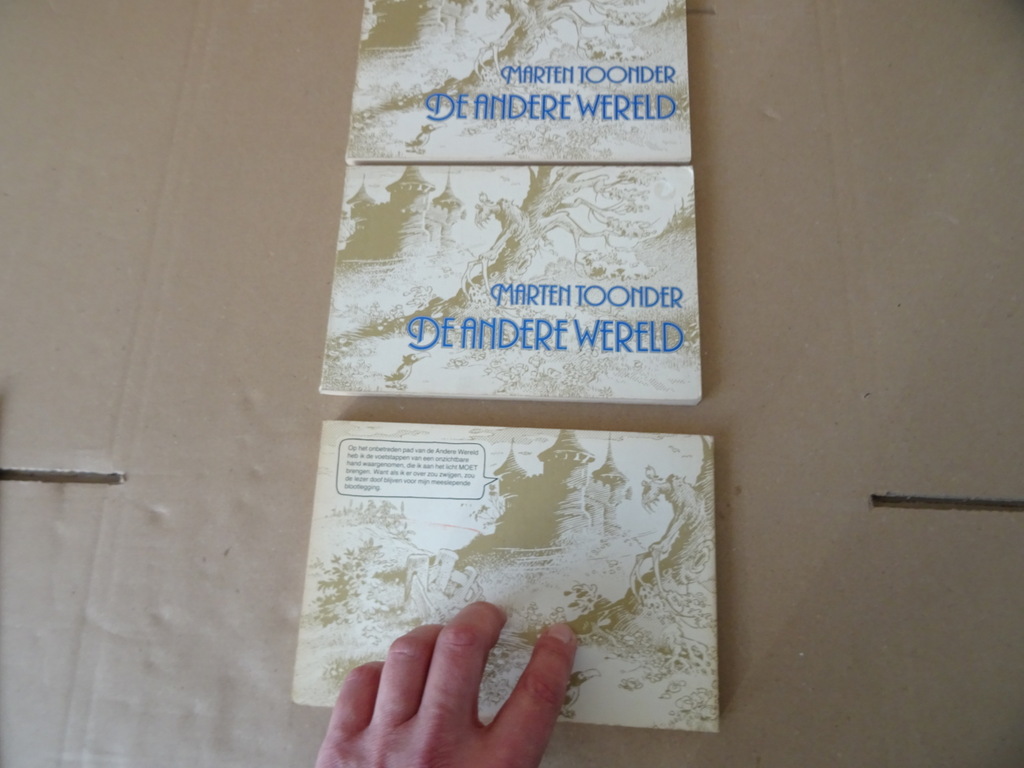 MARTEN TOONDER
DE ANDERE WERELD
MARTEN TOONDER
DE ANDERE WERELD
Op het onbetreden pad van de Andere Wereld
heb ik de voetstappen van een onzichtbare
hand waargenomen, die ik aan het licht MOET
brengen. Want als ik er over zou zwijgen, zou
de lezer doof blijven voor mijn meeslepende
blootlegging.